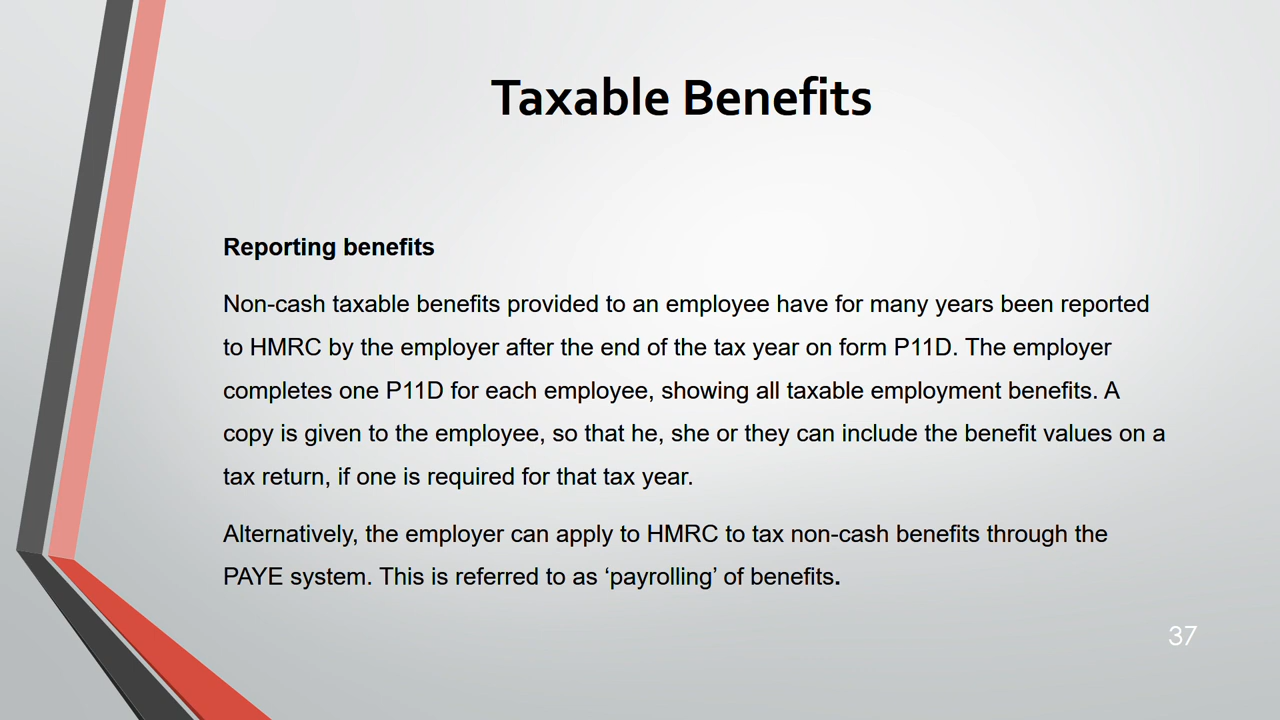 Taxable Benefits
Reporting benefits
Non-cash taxable benefits provided to an employee have for many years been reported
to HMRC by the employer after the end of the tax year on form P11D. The employer
completes one P11D for each employee, showing all taxable employment benefits. A
copy is given to the employee, so that he, she or they can include the benefit values on a
tax return, if one is required for that tax year.
Alternatively, the employer can apply to HMRC to tax non-cash benefits through the
PAYE system. This is referred to as ‘payrolling’ of benefits.
37